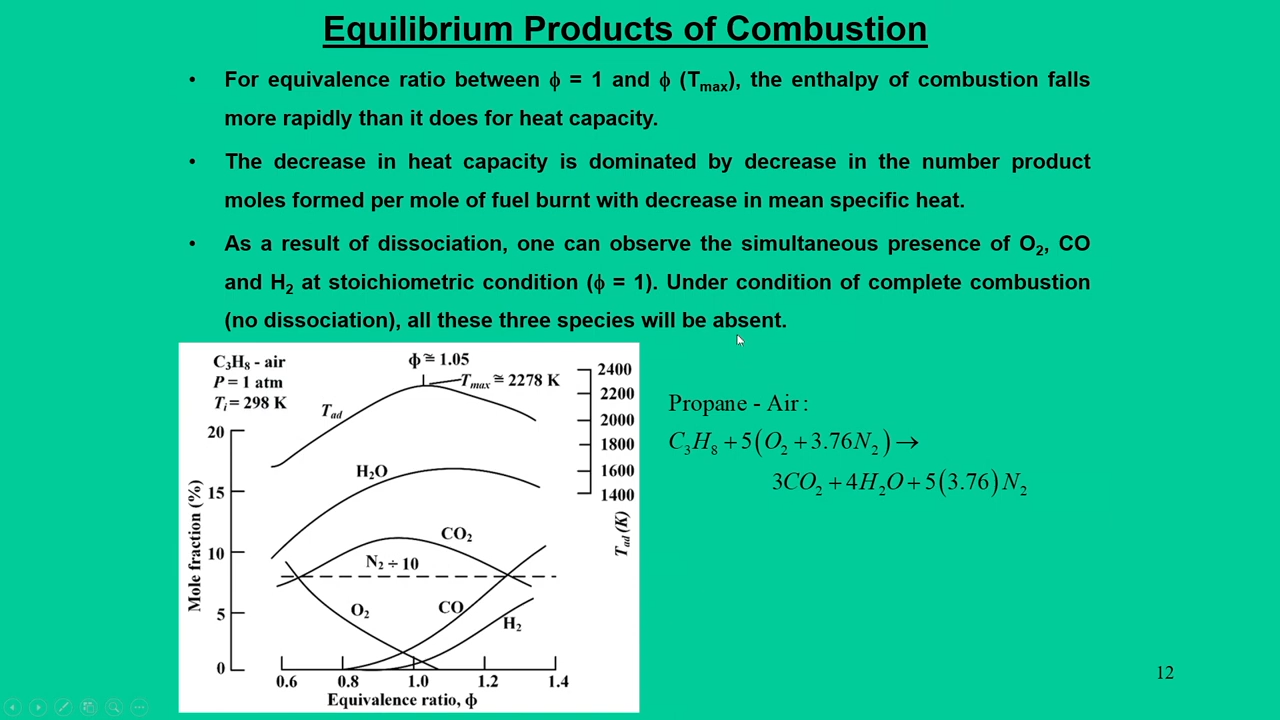 Equilibrium Products of Combustion
• For equivalence ratio between ϕ = 1 and ϕ (Tmax), the enthalpy of combustion falls
more rapidly than it does for heat capacity.
• The decrease in heat capacity is dominated by decrease in the number product
moles formed per mole of fuel burnt with decrease in mean specific heat.
• As a result of dissociation, one can observe the simultaneous presence of O2, CO
and H2 at stoichiometric condition (ϕ = 1). Under condition of complete combustion
(no dissociation), all these three species will be absent.
C3H8 - air
P = 1 atm
Ti = 298 K
ϕ ≅ 1.05
Tmax ≅ 2278 K
Tad
H2O
CO2
N2 ÷ 10
O2
CO
H2
20
15
10
5
0
Mole fraction (%)
2400
2200
2000
1800
1600
1400
Tad (K)
0.6 0.8 1.0 1.2 1.4
Equivalence ratio, ϕ
Propane - Air :
C3H8 + 5(O2 + 3.76N2) →
3CO2 + 4H2O + 5(3.76)N2
12